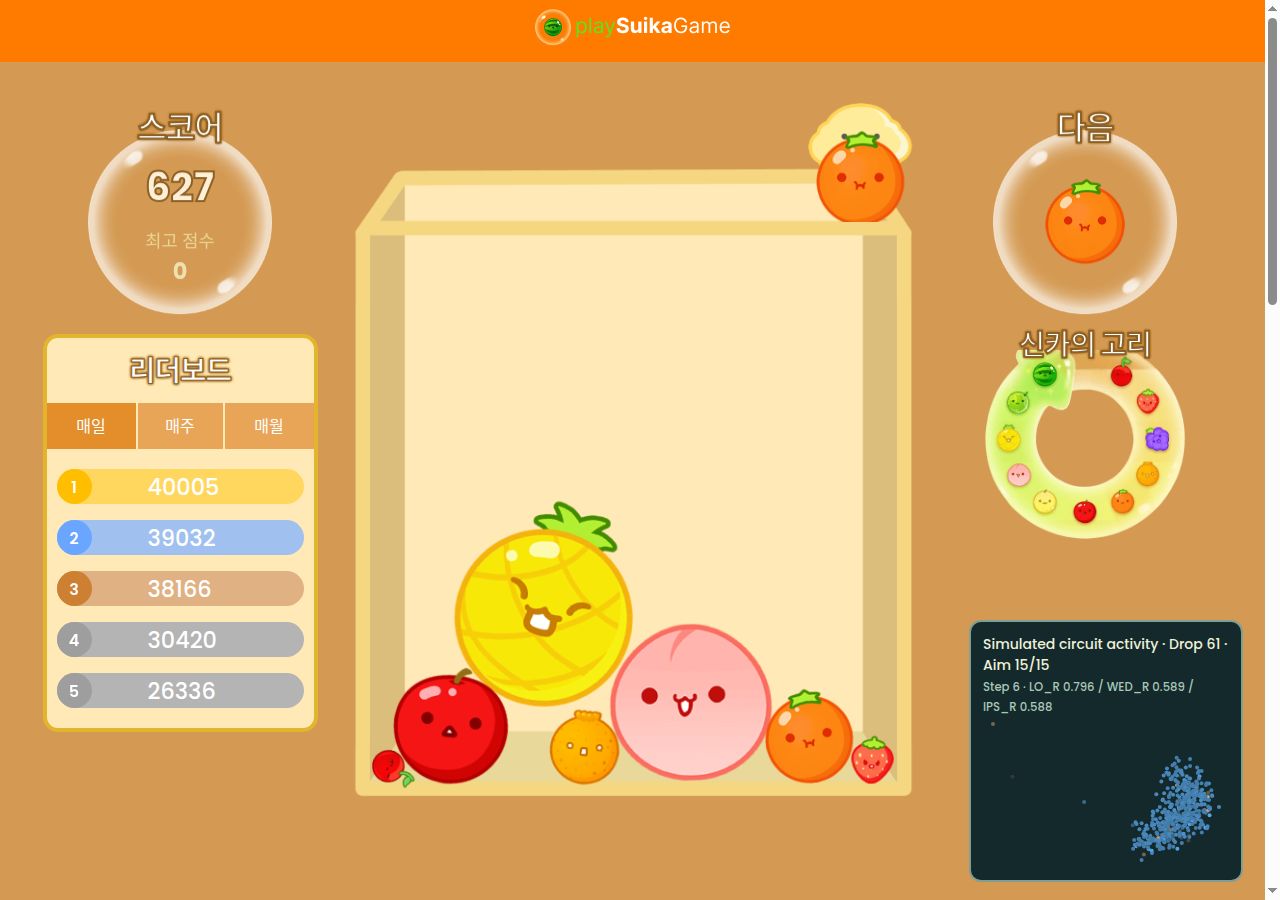 playSuikaGame
스코어
627
최고 점수
0
리더보드
매일 매주 매월
1 40005
2 39032
3 38166
4 30420
5 26336
다음
신카의 고리
Simulated circuit activity · Drop 61 ·
Aim 15/15
Step 6 · LO_R 0.796 / WED_R 0.589 /
IPS_R 0.588